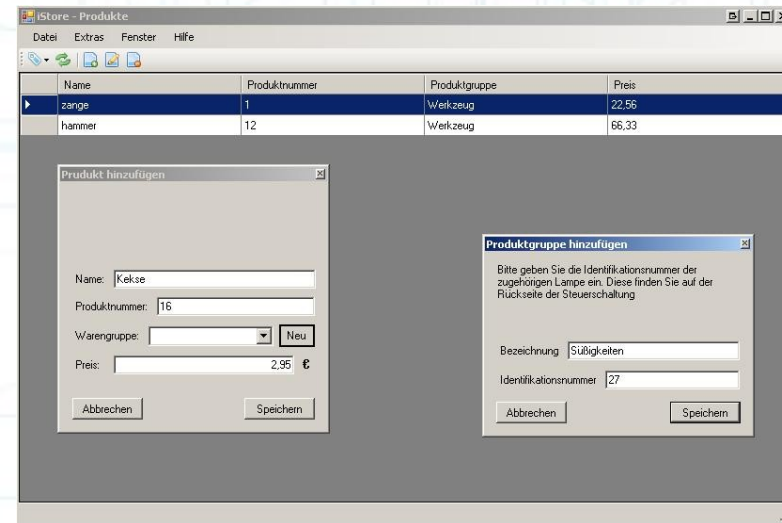 iStore - Produkte
Datei Extras Fenster Hilfe
Name Produktnummer Produktgruppe Preis
zange 1 Werkzeug 22,56
hammer 12 Werkzeug 66,33
Prudukt hinzufügen
Name: Kekse
Produktnummer: 16
Warengruppe: Neu
Preis: 2,95 €
Abbrechen Speichern
Produktgruppe hinzufügen
Bitte geben Sie die Identifikationsnummer der
zugehörigen Lampe ein. Diese finden Sie auf der
Rückseite der Steuerschaltung
Bezeichnung Süßigkeiten
Identifikationsnummer 27
Abbrechen Speichern